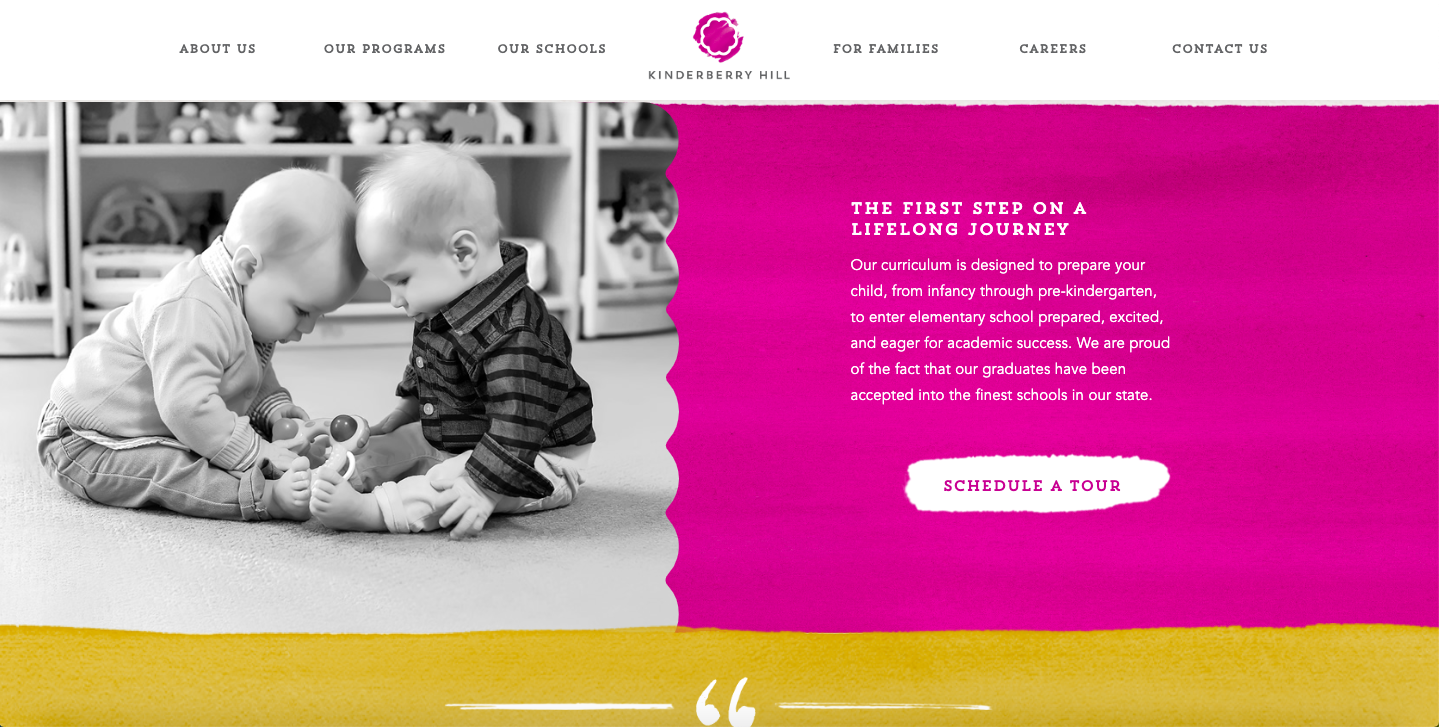 ABOUT US
OUR PROGRAMS
OUR SCHOOLS
KINDERBERRY HILL
FOR FAMILIES
CAREERS
CONTACT US
THE FIRST STEP ON A
LIFELONG JOURNEY
Our curriculum is designed to prepare your
child, from infancy through pre-kindergarten,
to enter elementary school prepared, excited,
and eager for academic success. We are proud
of the fact that our graduates have been
accepted into the finest schools in our state.
SCHEDULE A TOUR
“